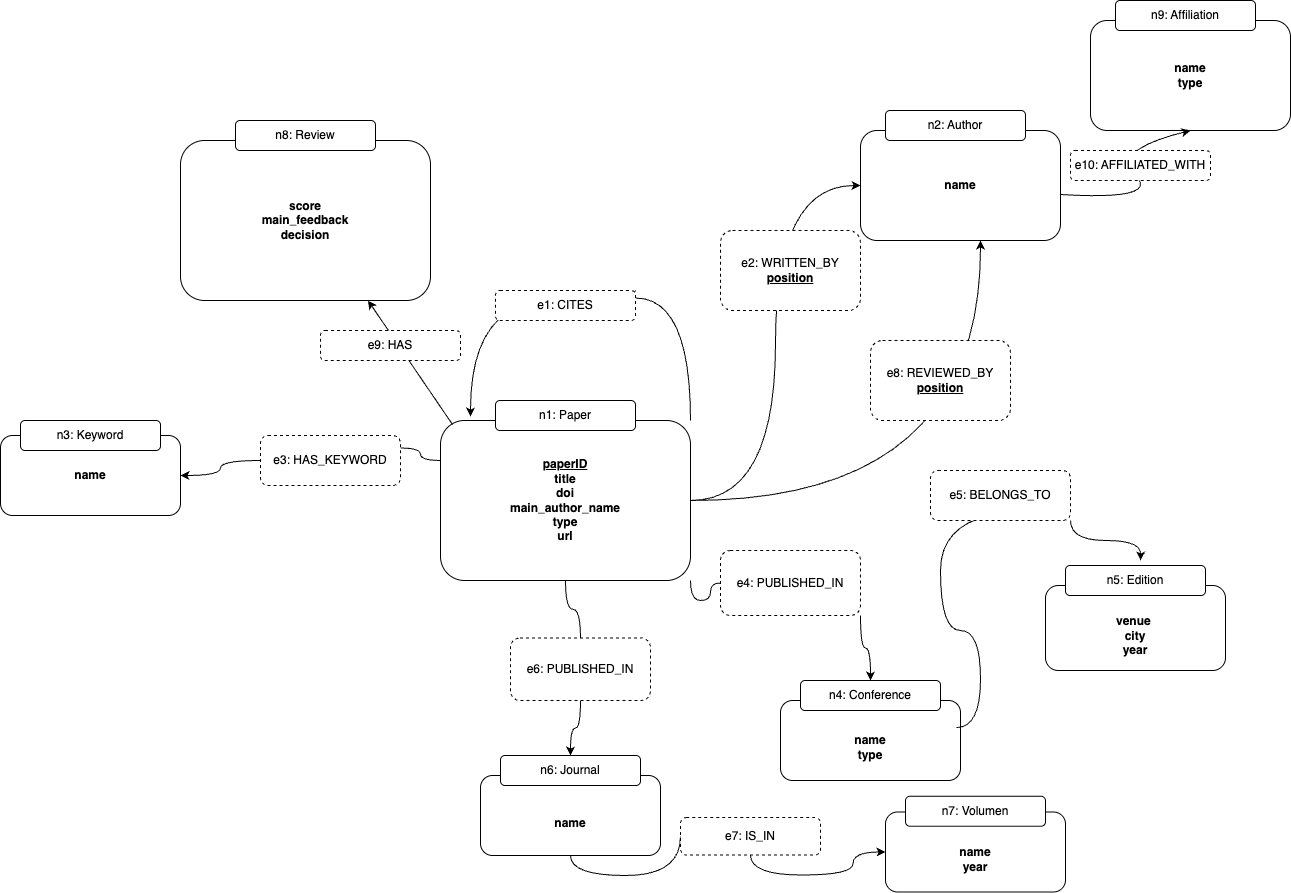 n9: Affiliation
name
type
n2: Author
name
e10: AFFILIATED_WITH
n8: Review
score
main_feedback
decision
e2: WRITTEN_BY
position
e1: CITES
e9: HAS
e8: REVIEWED_BY
position
n3: Keyword
name
e3: HAS_KEYWORD
n1: Paper
paperID
title
doi
main_author_name
type
url
e5: BELONGS_TO
e4: PUBLISHED_IN
n5: Edition
venue
city
year
e6: PUBLISHED_IN
n4: Conference
name
type
n6: Journal
name
e7: IS_IN
n7: Volumen
name
year